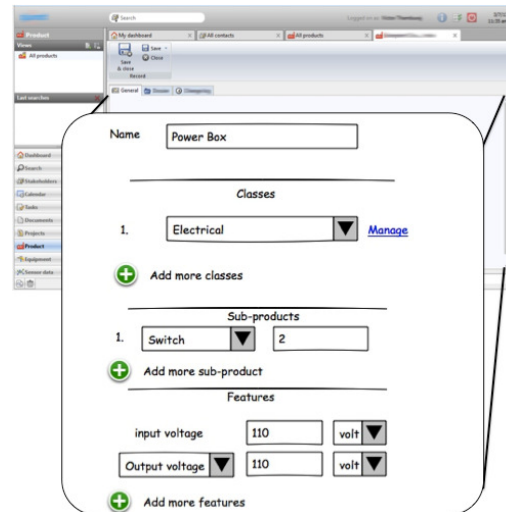 Search
My dashboard All contacts All products
Product
Views
All products
Save
Close
Save & close
Record
General
Last searches
Dashboard
Search
Stakeholders
Calendar
Tasks
Documents
Projects
Product
Equipment
Sensor data
Name Power Box
Classes
1. Electrical Manage
Add more classes
Sub-products
1. Switch 2
Add more sub-product
Features
input voltage 110 volt
Output voltage 110 volt
Add more features